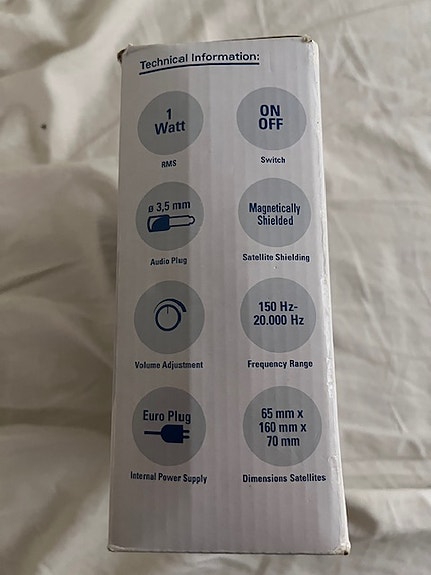 Technical Information:
1
Watt
RMS
ON
OFF
Switch
ø 3,5 mm
Audio Plug
Magnetically
Shielded
Satellite Shielding
Volume Adjustment
150 Hz-
20.000 Hz
Frequency Range
Euro Plug
Internal Power Supply
65 mm x
160 mm x
70 mm
Dimensions Satellites